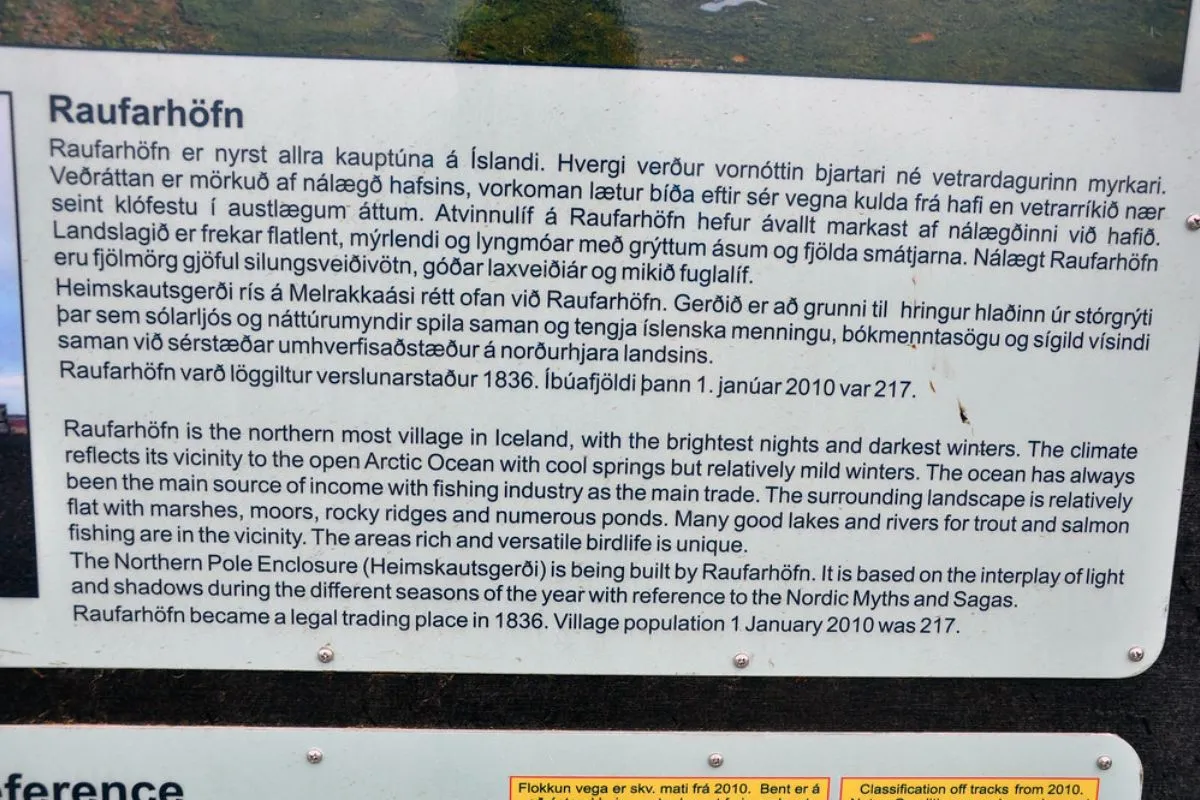 Raufarhöfn
Raufarhöfn er nyrst allra kauptúna á Íslandi. Hvergi verður vornóttin bjartari né vetrardagurinn myrkari.
Veðráttan er mörkuð af nálægð hafsins, vorkoman lætur bíða eftir sér vegna kulda frá hafi en vetrarríkið nær
seint klófestu í austlægum áttum. Atvinnulíf á Raufarhöfn hefur ávallt markast af nálægðinni við hafið.
Landslagið er frekar flatlent, mýrlendi og lyngmóar með grýttum ásum og fjölda smátjarna. Nálægt Raufarhöfn
eru fjölmörg gjöful silungsveiðivötn, góðar laxveiðiár og mikið fuglalíf.
Heimskautsgerði rís á Melrakkaási rétt ofan við Raufarhöfn. Gerðið er að grunni til hringur hlaðinn úr stórgrýti
þar sem sólarljós og náttúrumyndir spila saman og tengja íslenska menningu, bókmenntasögu og sígild vísindi
saman við sérstæðar umhverfisaðstæður á norðurhjara landsins.
Raufarhöfn varð löggiltur verslunarstaður 1836. Íbúafjöldi þann 1. janúar 2010 var 217.
Raufarhöfn is the northern most village in Iceland, with the brightest nights and darkest winters. The climate
reflects its vicinity to the open Arctic Ocean with cool springs but relatively mild winters. The ocean has always
been the main source of income with fishing industry as the main trade. The surrounding landscape is relatively
flat with marshes, moors, rocky ridges and numerous ponds. Many good lakes and rivers for trout and salmon
fishing are in the vicinity. The areas rich and versatile birdlife is unique.
The Northern Pole Enclosure (Heimskautsgerði) is being built by Raufarhöfn. It is based on the interplay of light
and shadows during the different seasons of the year with reference to the Nordic Myths and Sagas.
Raufarhöfn became a legal trading place in 1836. Village population 1 January 2010 was 217.
ference
Flokkun vega er skv. mati frá 2010. Bent er á
Classification off tracks from 2010.